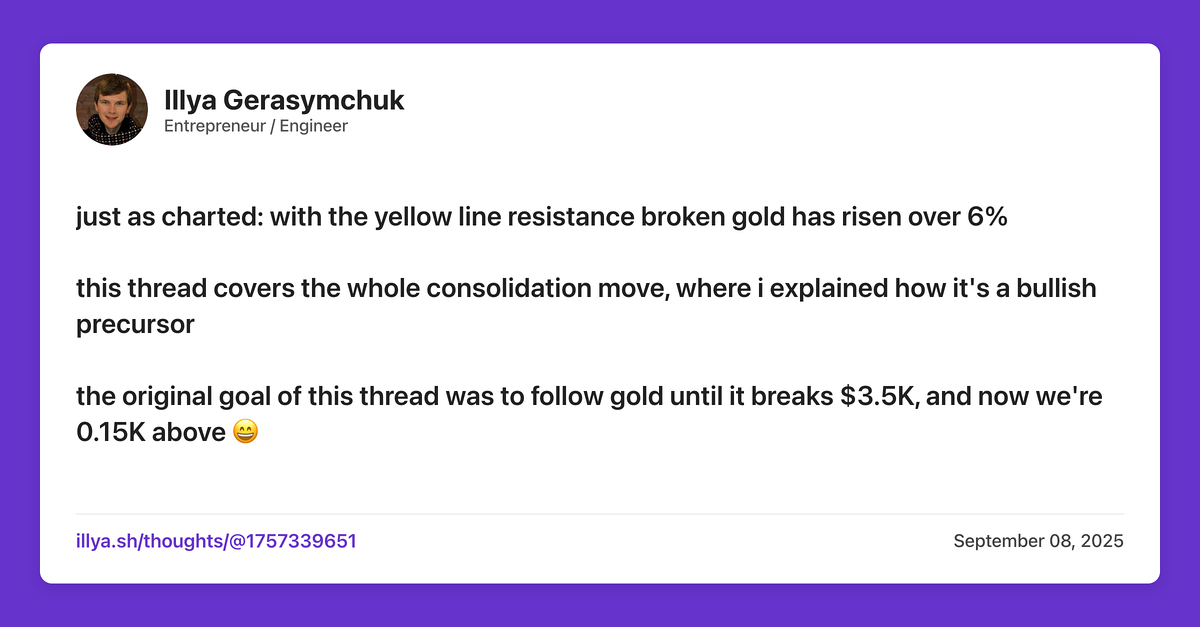 Illya Gerasymchuk
Entrepreneur / Engineer
just as charted: with the yellow line resistance broken gold has risen over 6%
this thread covers the whole consolidation move, where i explained how it's a bullish
precursor
the original goal of this thread was to follow gold until it breaks $3.5K, and now we're
0.15K above 😄
illya.sh/thoughts/@1757339651
September 08, 2025